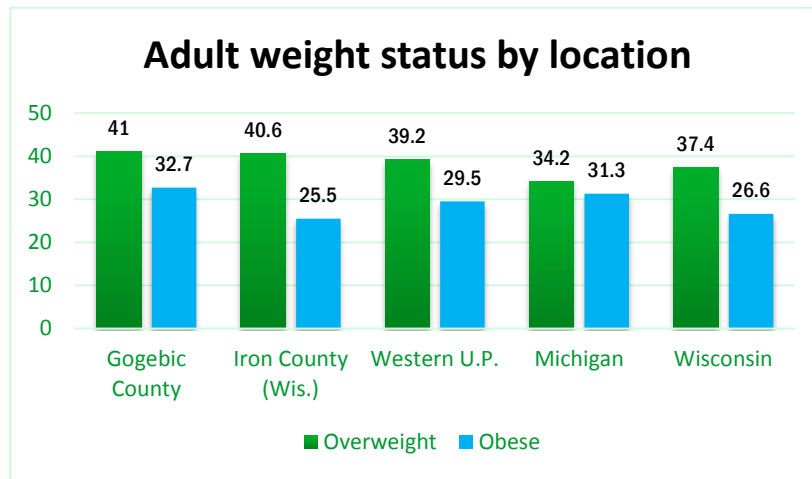 Adult weight status by location
50
40
30
20
10
0
41
32.7
40.6
25.5
39.2
29.5
34.2
31.3
37.4
26.6
Gogebic
County
Iron County
(Wis.)
Western U.P.
Michigan
Wisconsin
Overweight
Obese